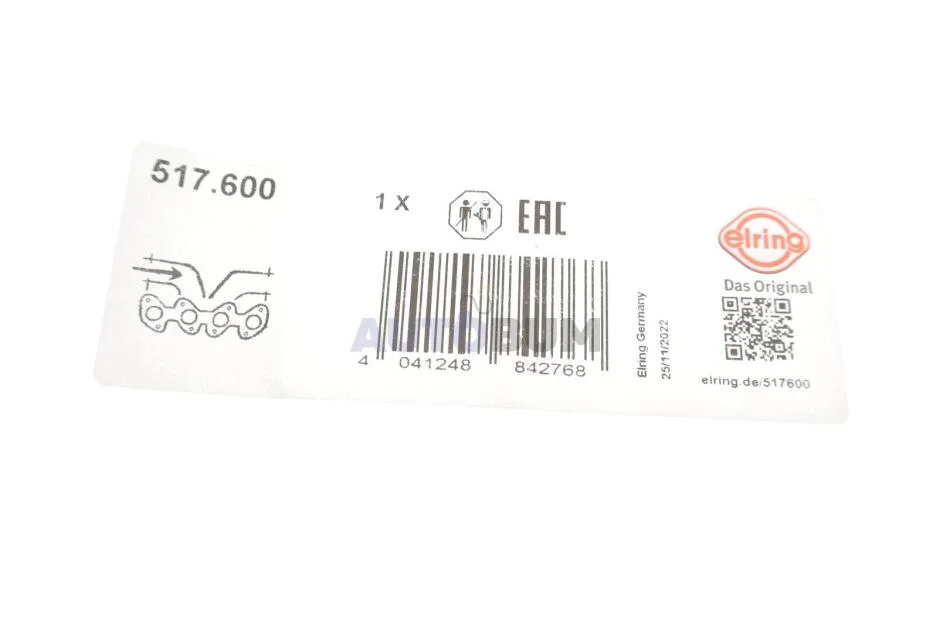 517.600
1 X
EAC
elring
Das Original
AUTOBUM
4 041248 842768
Elring Germany
25/11/2022
elring.de/517600